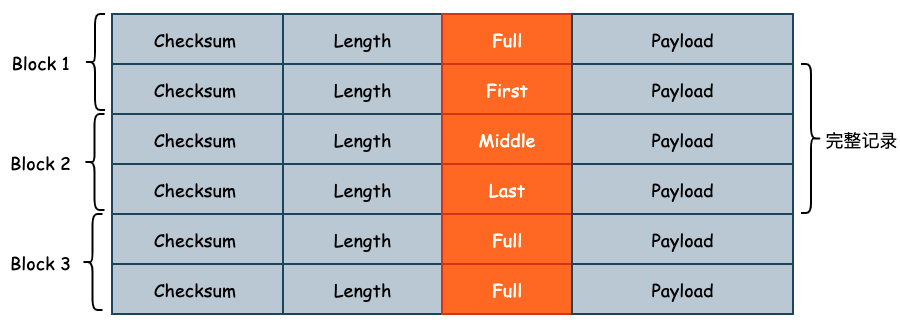 Checksum Length Full Payload
Block 1
Checksum Length First Payload
Checksum Length Middle Payload
完整记录
Block 2
Checksum Length Last Payload
Checksum Length Full Payload
Block 3
Checksum Length Full Payload